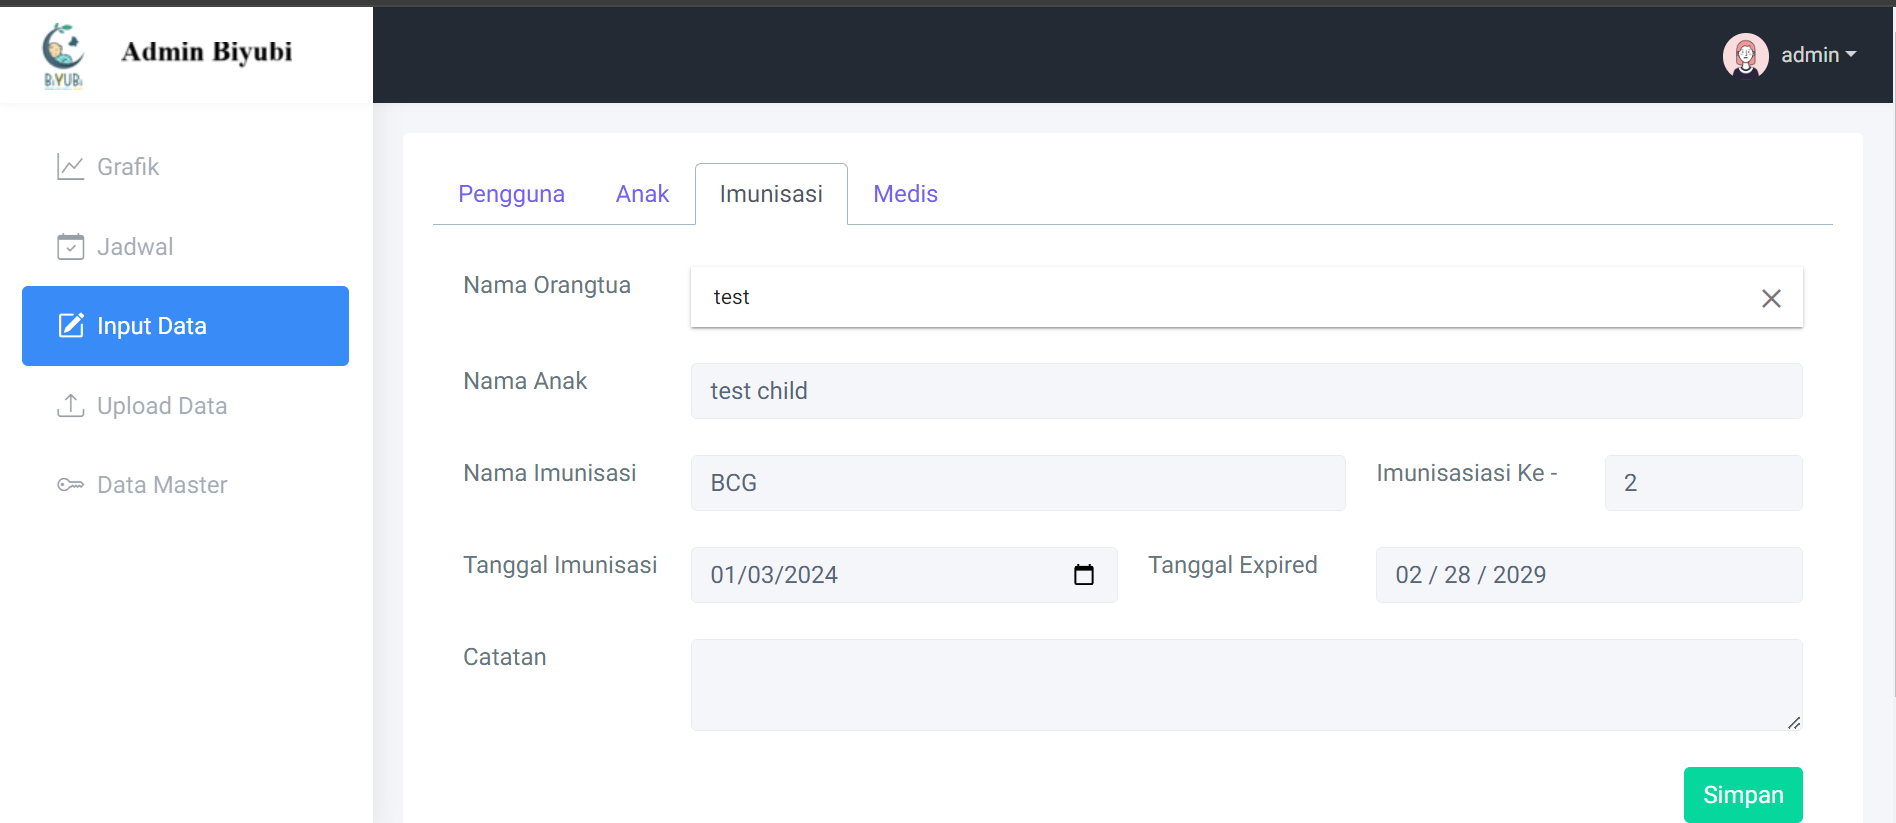 BiYUBi
Admin Biyubi
admin
Grafik
Jadwal
Input Data
Upload Data
Data Master
Pengguna
Anak
Imunisasi
Medis
Nama Orangtua
test
Nama Anak
test child
Nama Imunisasi
BCG
Imunisasiasi Ke -
2
Tanggal Imunisasi
01/03/2024
Tanggal Expired
02 / 28 / 2029
Catatan
Simpan